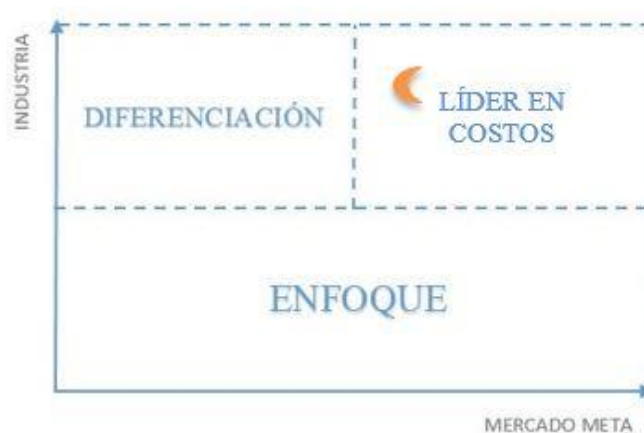 INDUSTRIA
DIFERENCIACIÓN
LÍDER EN
COSTOS
ENFOQUE
MERCADO META